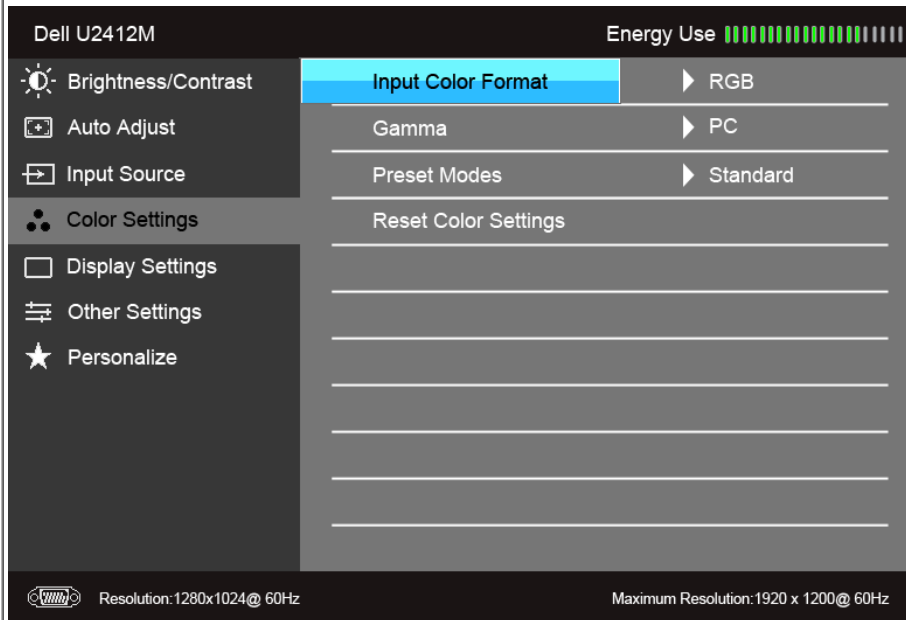 Dell U2412M Energy Use
Brightness/Contrast Input Color Format RGB
Auto Adjust Gamma PC
Input Source Preset Modes Standard
Color Settings Reset Color Settings
Display Settings
Other Settings
Personalize
Resolution:1280x1024@ 60Hz Maximum Resolution:1920 x 1200@ 60Hz